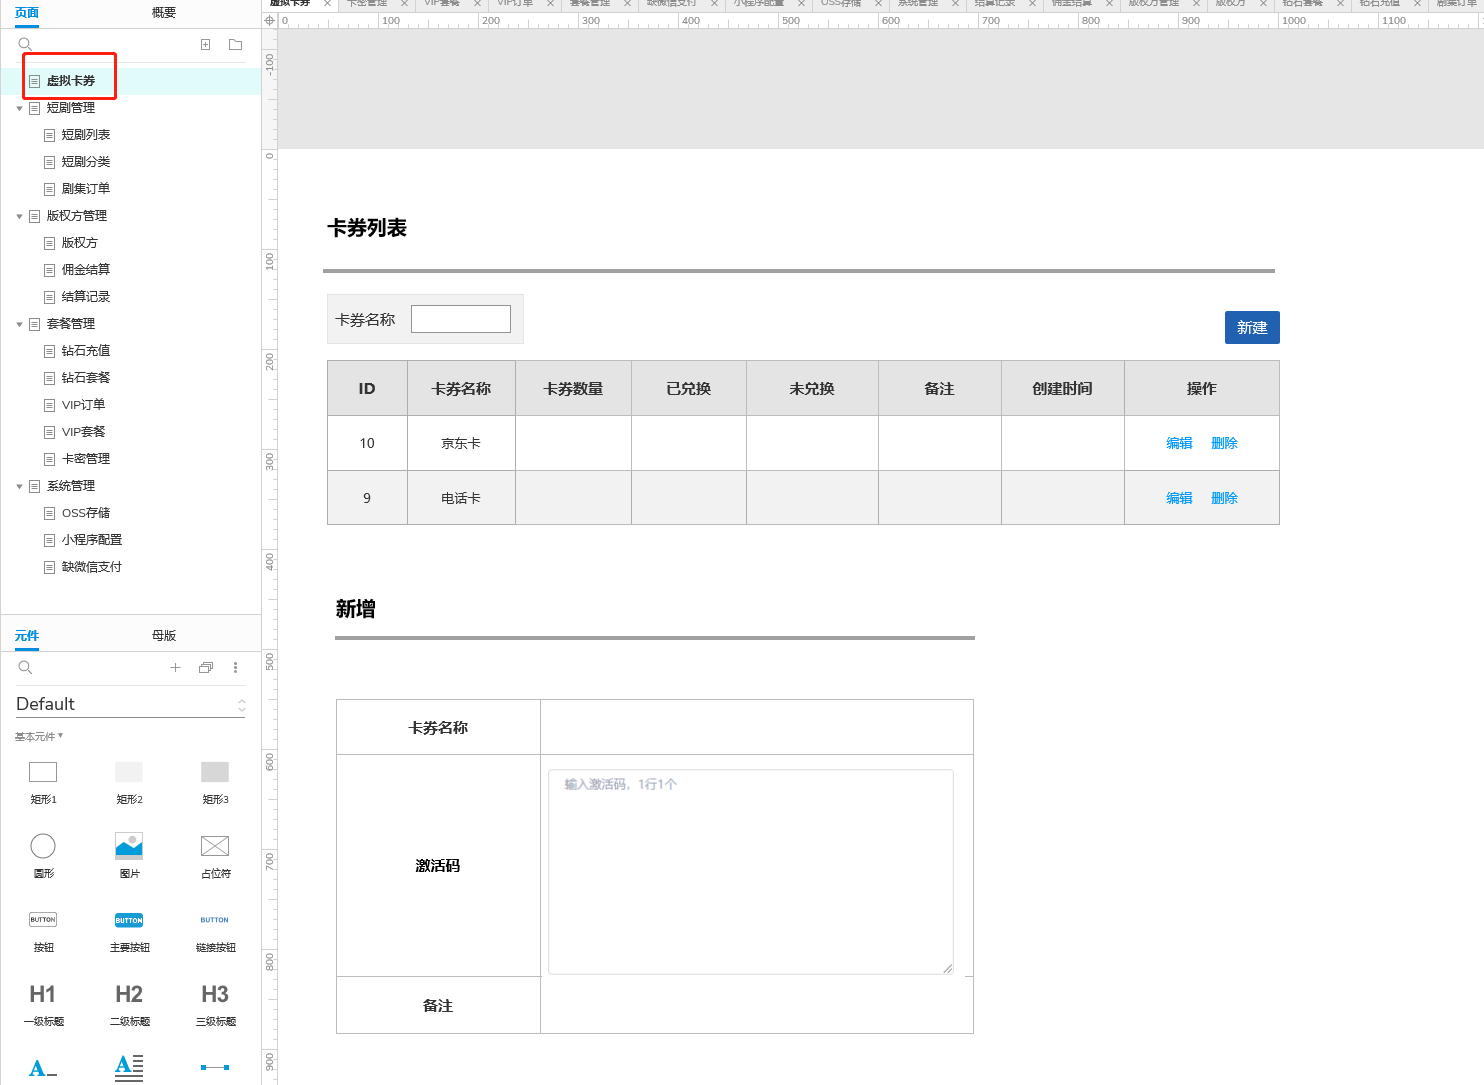 页面 概要
虚拟卡券 卡密管理 VIP套餐 VIP订单 套餐管理 缺微信支付 小程序配置 OSS存储 系统管理 结算记录 佣金结算 版权方管理 版权方 钻石套餐 钻石充值 剧集订单
0 100 200 300 400 500 600 700 800 900 1000 1100
虚拟卡券
短剧管理
短剧列表
短剧分类
剧集订单
版权方管理
版权方
佣金结算
结算记录
套餐管理
钻石充值
钻石套餐
VIP订单
VIP套餐
卡密管理
系统管理
OSS存储
小程序配置
缺微信支付
元件 母版
Default
基本元件
矩形1 矩形2 矩形3
圆形 图片 占位符
BUTTON BUTTON BUTTON
按钮 主要按钮 链接按钮
H1 H2 H3
一级标题 二级标题 三级标题
A A
-100
0
100
200
300
400
500
600
700
800
900
卡券列表
卡券名称
新建
ID 卡券名称 卡券数量 已兑换 未兑换 备注 创建时间 操作
10 京东卡 编辑 删除
9 电话卡 编辑 删除
新增
卡券名称
激活码
输入激活码，1行1个
备注